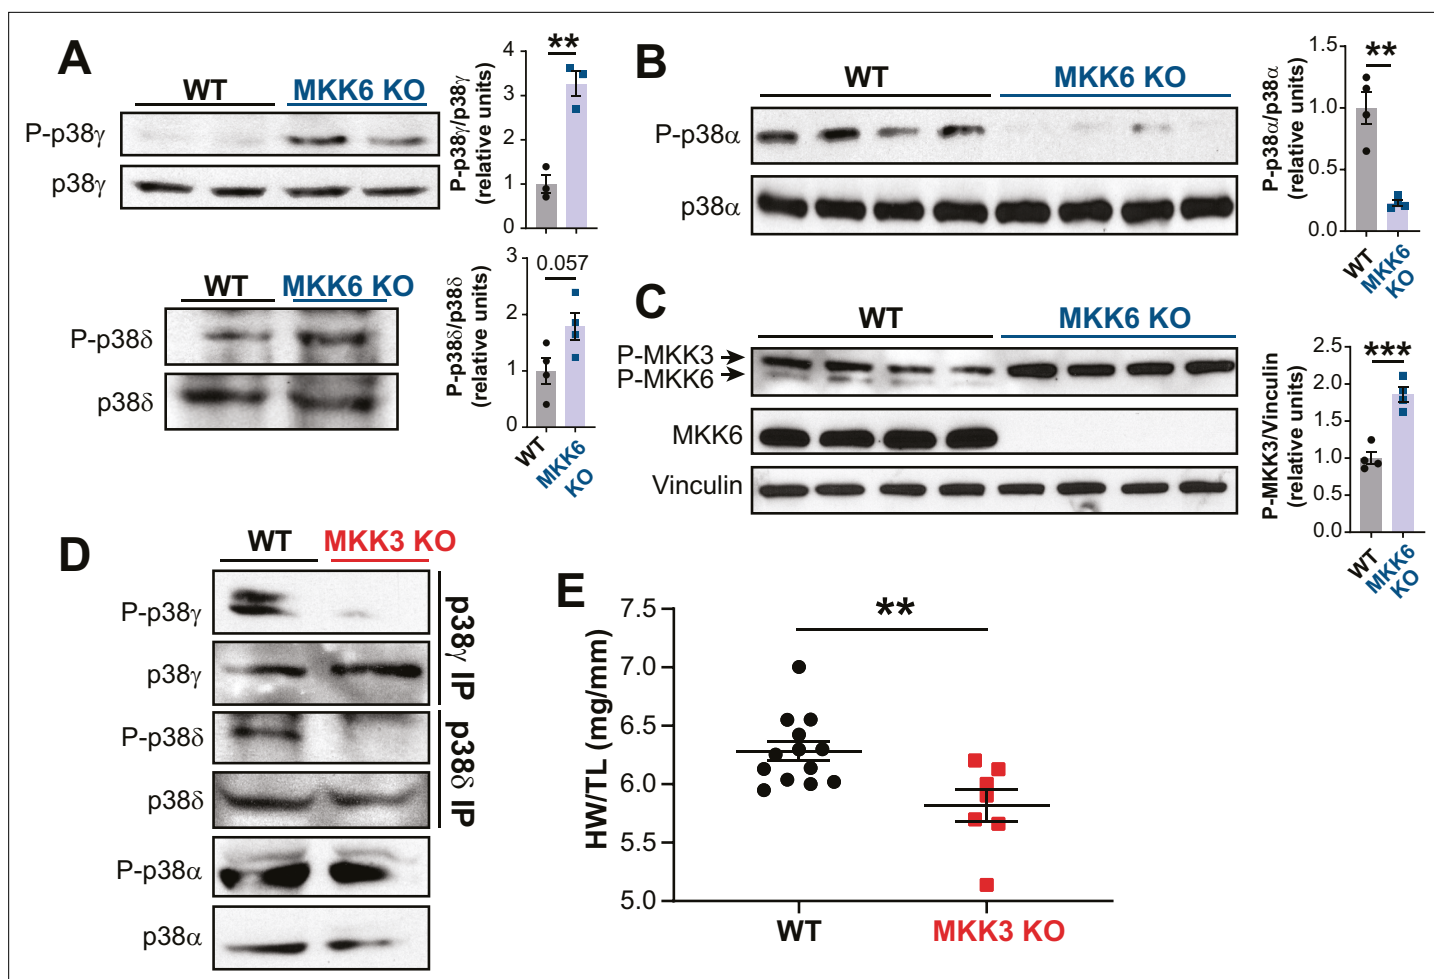 A
WT MKK6 KO
P-p38γ
p38γ
P-p38γ/p38γ
(relative units)
4
3
2
1
0
**
WT MKK6 KO
P-p38δ
p38δ
P-p38δ/p38δ
(relative units)
3
2
1
0
0.057
WT
MKK6
KO
B
WT MKK6 KO
P-p38α
p38α
P-p38α/p38α
(relative units)
1.5
1.0
0.5
0.0
**
WT
MKK6
KO
C
WT MKK6 KO
P-MKK3
P-MKK6
MKK6
Vinculin
P-MKK3/Vinculin
(relative units)
2.5
2.0
1.5
1.0
0.5
0.0
***
WT
MKK6
KO
D
WT MKK3 KO
P-p38γ
p38γ
p38γ IP
P-p38δ
p38δ
p38δ IP
P-p38α
p38α
E
HW/TL (mg/mm)
7.5
7.0
6.5
6.0
5.5
5.0
**
WT MKK3 KO